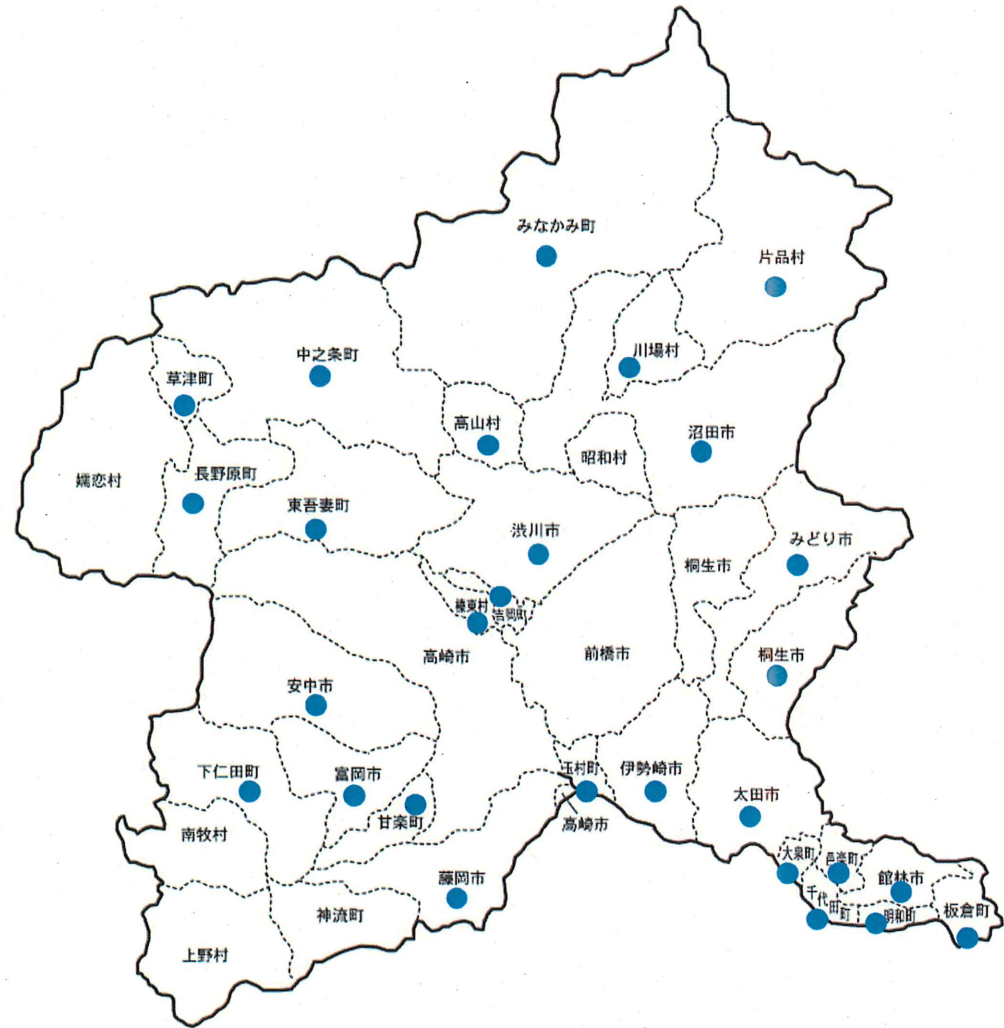 みなかみ町
片品村
川場村
中之条町
草津町
高山村
沼田市
昭和村
嬬恋村
長野原町
東吾妻町
渋川市
みどり市
桐生市
榛東村
吉岡町
高崎市
前橋市
桐生市
安中市
下仁田町
富岡市
玉村町
伊勢崎市
太田市
甘楽町
高崎市
南牧村
大泉町
邑楽町
館林市
藤岡市
千代田町
明和町
板倉町
神流町
上野村